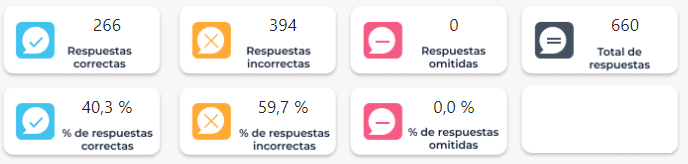 266
Respuestas
correctas
394
Respuestas
incorrectas
0
Respuestas
omitidas
660
Total de
respuestas
40,3 %
% de respuestas
correctas
59,7 %
% de respuestas
incorrectas
0,0 %
% de respuestas
omitidas